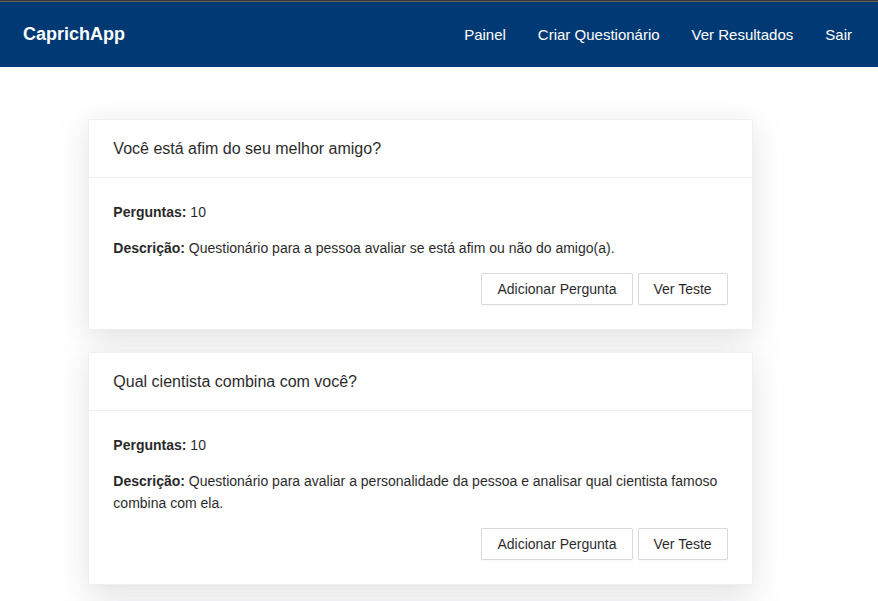 CaprichApp
Painel
Criar Questionário
Ver Resultados
Sair
Você está afim do seu melhor amigo?
Perguntas: 10
Descrição: Questionário para a pessoa avaliar se está afim ou não do amigo(a).
Adicionar Pergunta
Ver Teste
Qual cientista combina com você?
Perguntas: 10
Descrição: Questionário para avaliar a personalidade da pessoa e analisar qual cientista famoso
combina com ela.
Adicionar Pergunta
Ver Teste